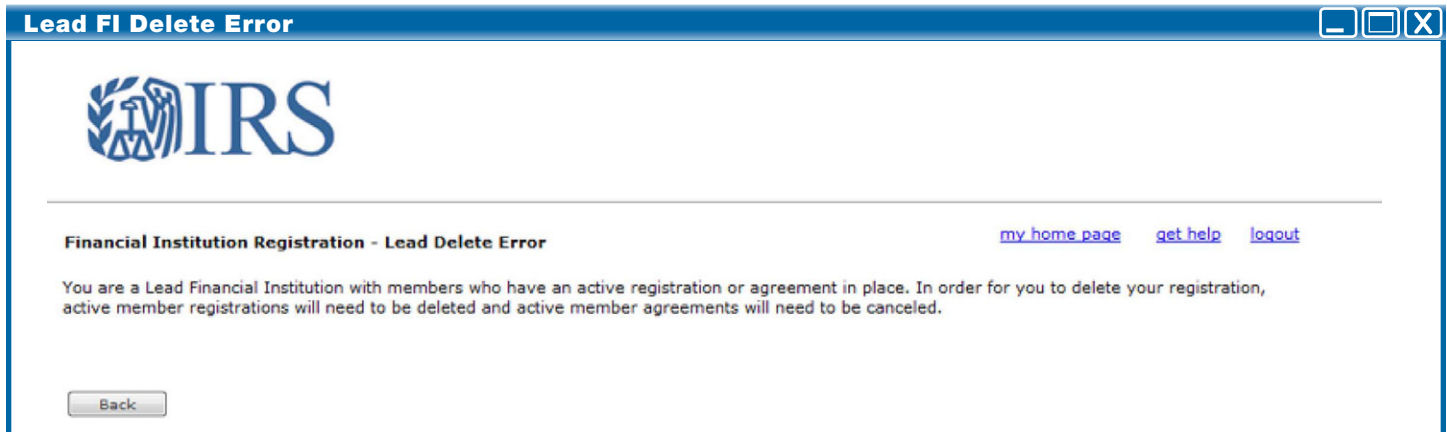 Lead FI Delete Error
IRS
Financial Institution Registration - Lead Delete Error
my home page get help logout
You are a Lead Financial Institution with members who have an active registration or agreement in place. In order for you to delete your registration,
active member registrations will need to be deleted and active member agreements will need to be canceled.
Back